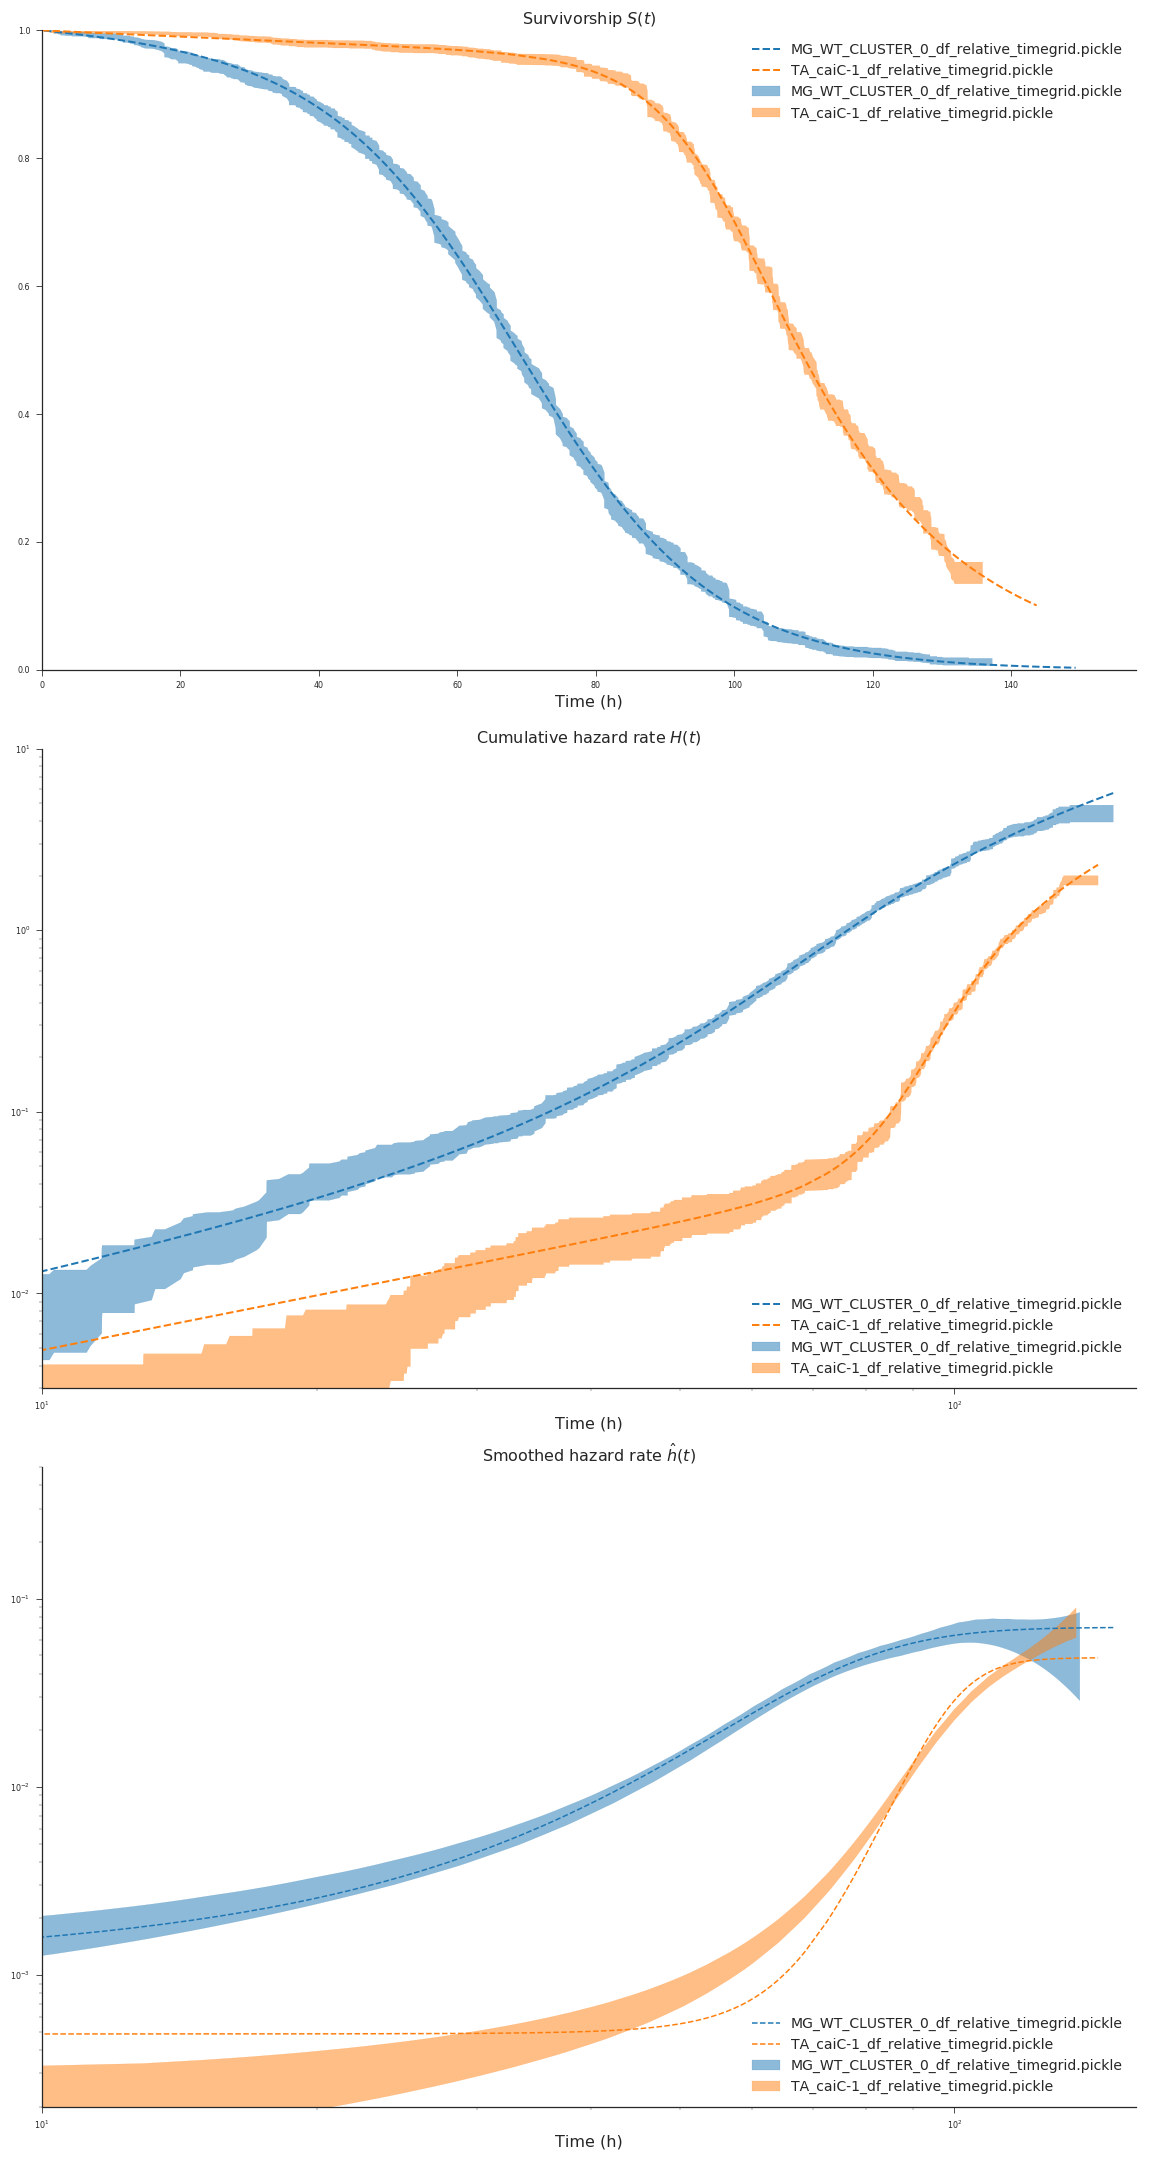 Survivorship S(t)
1.0
0.8
0.6
0.4
0.2
0.0
MG_WT_CLUSTER_0_df_relative_timegrid.pickle
TA_caiC-1_df_relative_timegrid.pickle
MG_WT_CLUSTER_0_df_relative_timegrid.pickle
TA_caiC-1_df_relative_timegrid.pickle
0 20 40 60 80 100 120 140
Time (h)
Cumulative hazard rate H(t)
10¹
10⁰
10⁻¹
10⁻²
MG_WT_CLUSTER_0_df_relative_timegrid.pickle
TA_caiC-1_df_relative_timegrid.pickle
MG_WT_CLUSTER_0_df_relative_timegrid.pickle
TA_caiC-1_df_relative_timegrid.pickle
10¹ 10²
Time (h)
Smoothed hazard rate ĥ(t)
10⁻¹
10⁻²
10⁻³
MG_WT_CLUSTER_0_df_relative_timegrid.pickle
TA_caiC-1_df_relative_timegrid.pickle
MG_WT_CLUSTER_0_df_relative_timegrid.pickle
TA_caiC-1_df_relative_timegrid.pickle
10¹ 10²
Time (h)